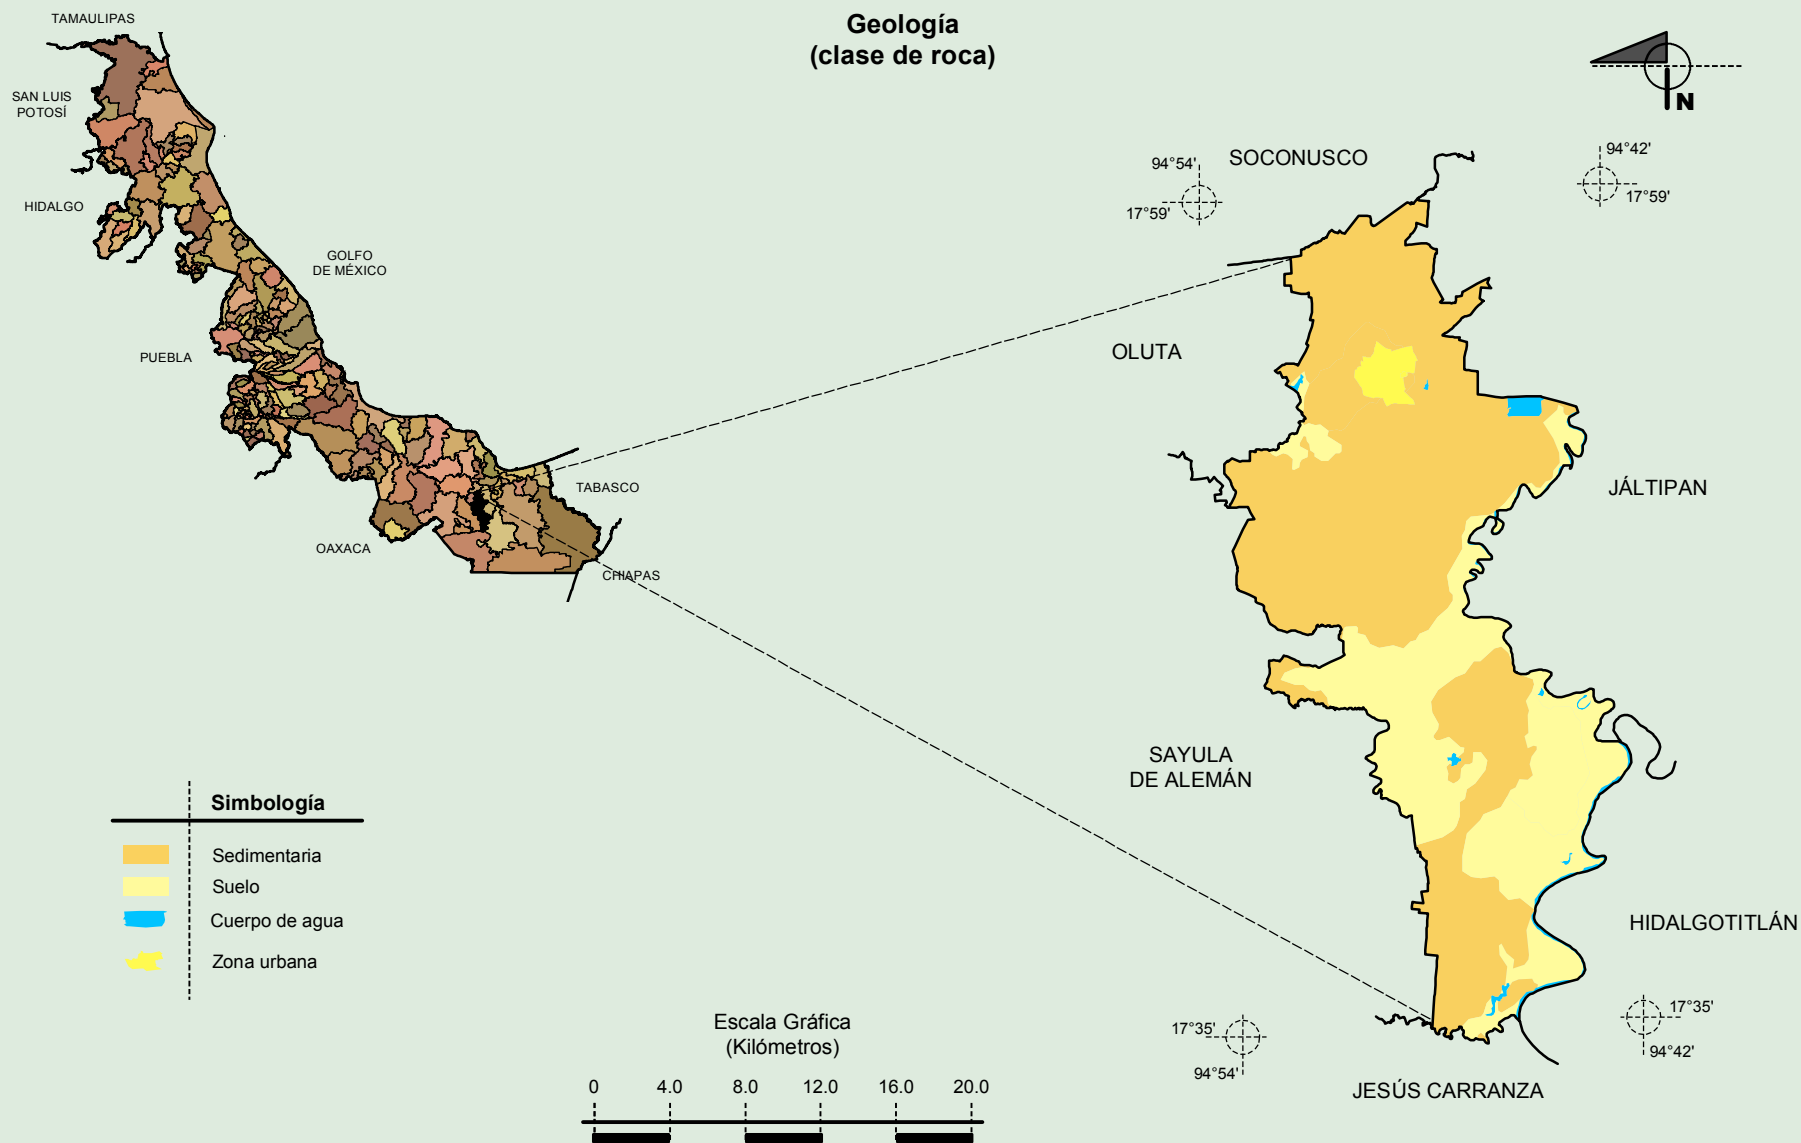 Geología
(clase de roca)
TAMAULIPAS
SAN LUIS
POTOSÍ
HIDALGO
GOLFO
DE MÉXICO
PUEBLA
OAXACA
TABASCO
CHIAPAS
N
94°54'
17°59'
SOCONUSCO
94°42'
17°59'
OLUTA
JÁLTIPAN
SAYULA
DE ALEMÁN
HIDALGOTITLÁN
17°35'
94°54'
17°35'
94°42'
JESÚS CARRANZA
Simbología
Sedimentaria
Suelo
Cuerpo de agua
Zona urbana
Escala Gráfica
(Kilómetros)
0 4.0 8.0 12.0 16.0 20.0